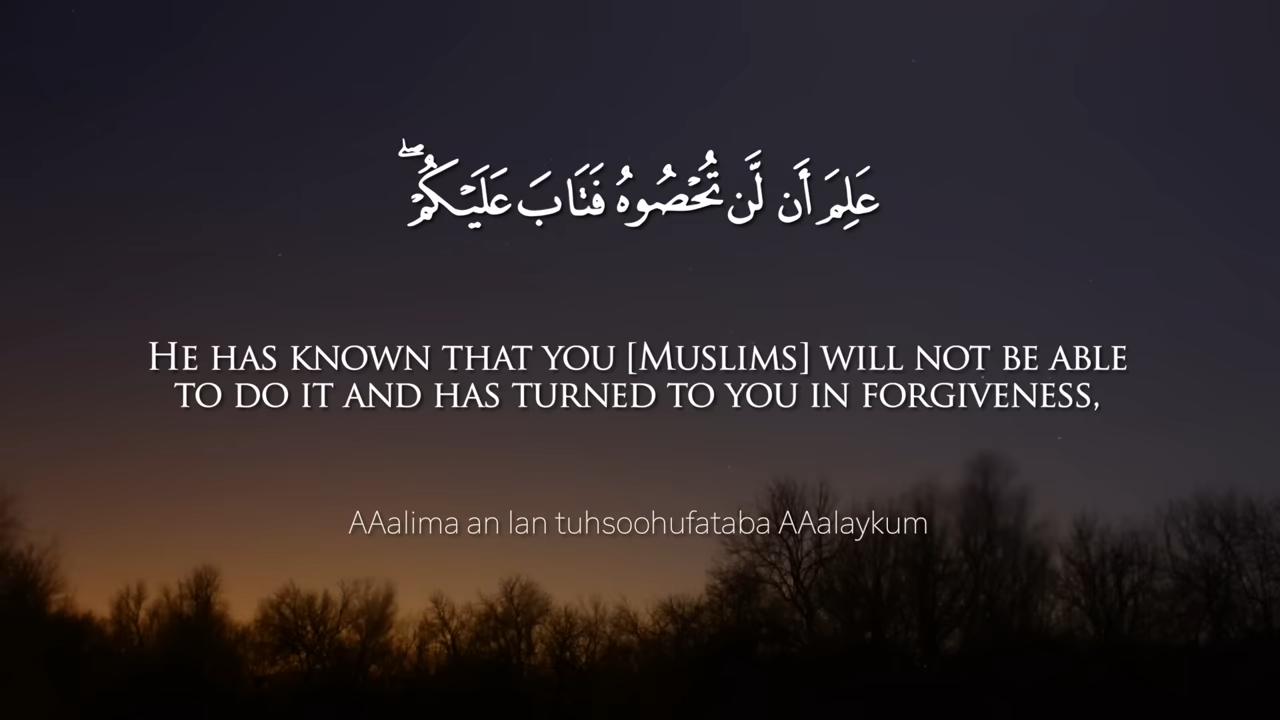 عَلِمَ أَن لَّن تُحْصُوهُ فَتَابَ عَلَيْكُمْ ۖ
He has known that you [Muslims] will not be able
to do it and has turned to you in forgiveness,
AAalima an lan tuhsoohufataba AAalaykum